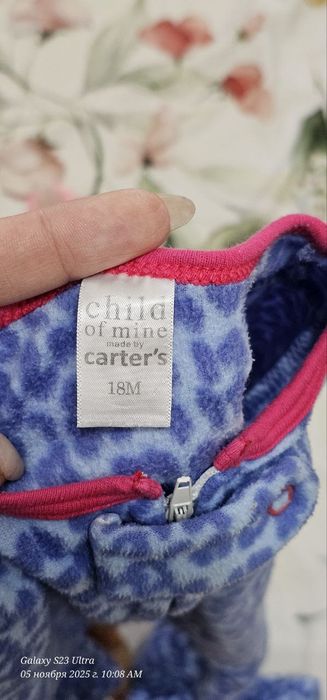 child
of mine
made by
carter's
18M
Galaxy S23 Ultra
05 ноября 2025 г. 10:08 AM